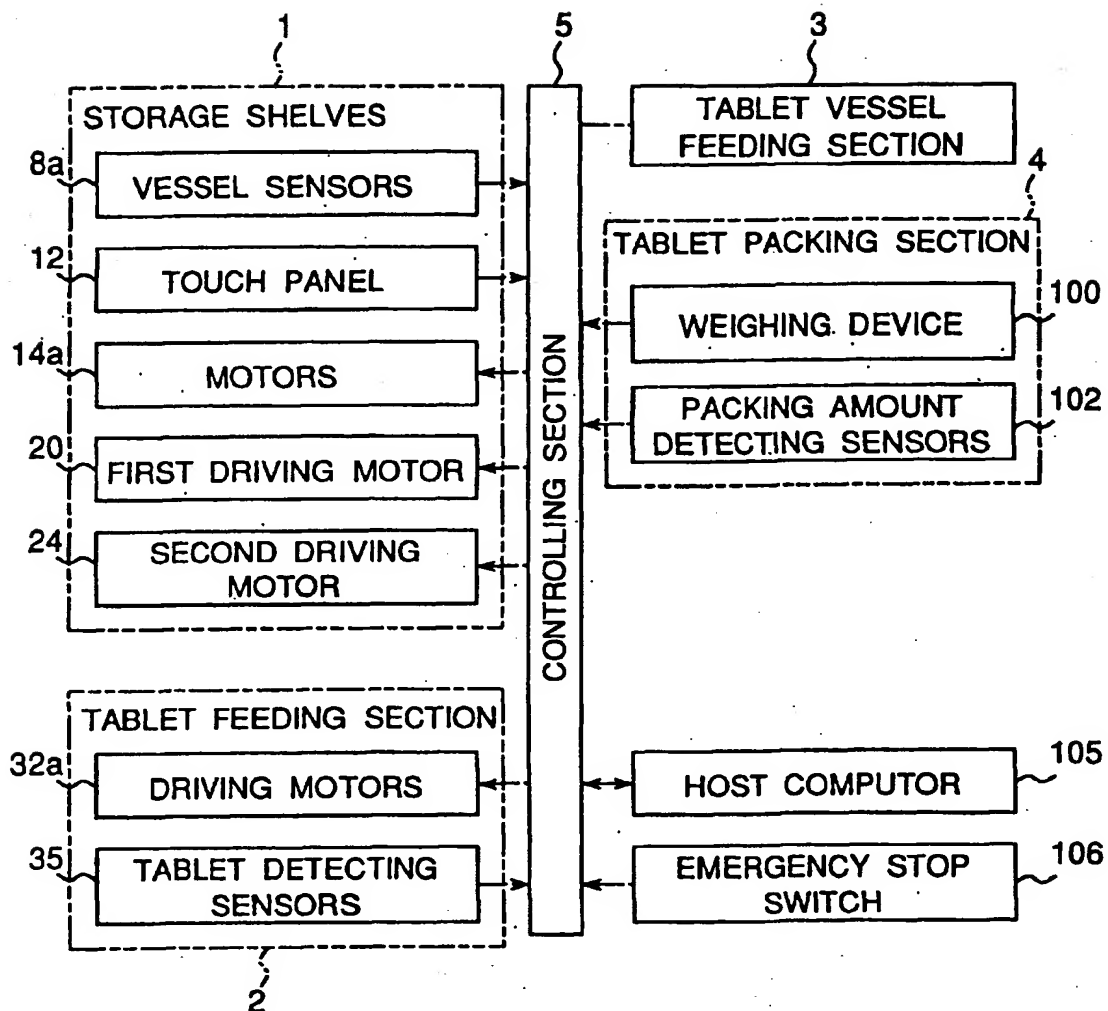 1
5
3
STORAGE SHELVES
8a
VESSEL SENSORS
12
TOUCH PANEL
14a
MOTORS
20
FIRST DRIVING MOTOR
24
SECOND DRIVING
MOTOR
TABLET FEEDING SECTION
32a
DRIVING MOTORS
35
TABLET DETECTING
SENSORS
2
CONTROLLING SECTION
TABLET VESSEL
FEEDING SECTION
4
TABLET PACKING SECTION
100
WEIGHING DEVICE
102
PACKING AMOUNT
DETECTING SENSORS
105
HOST COMPUTOR
106
EMERGENCY STOP
SWITCH